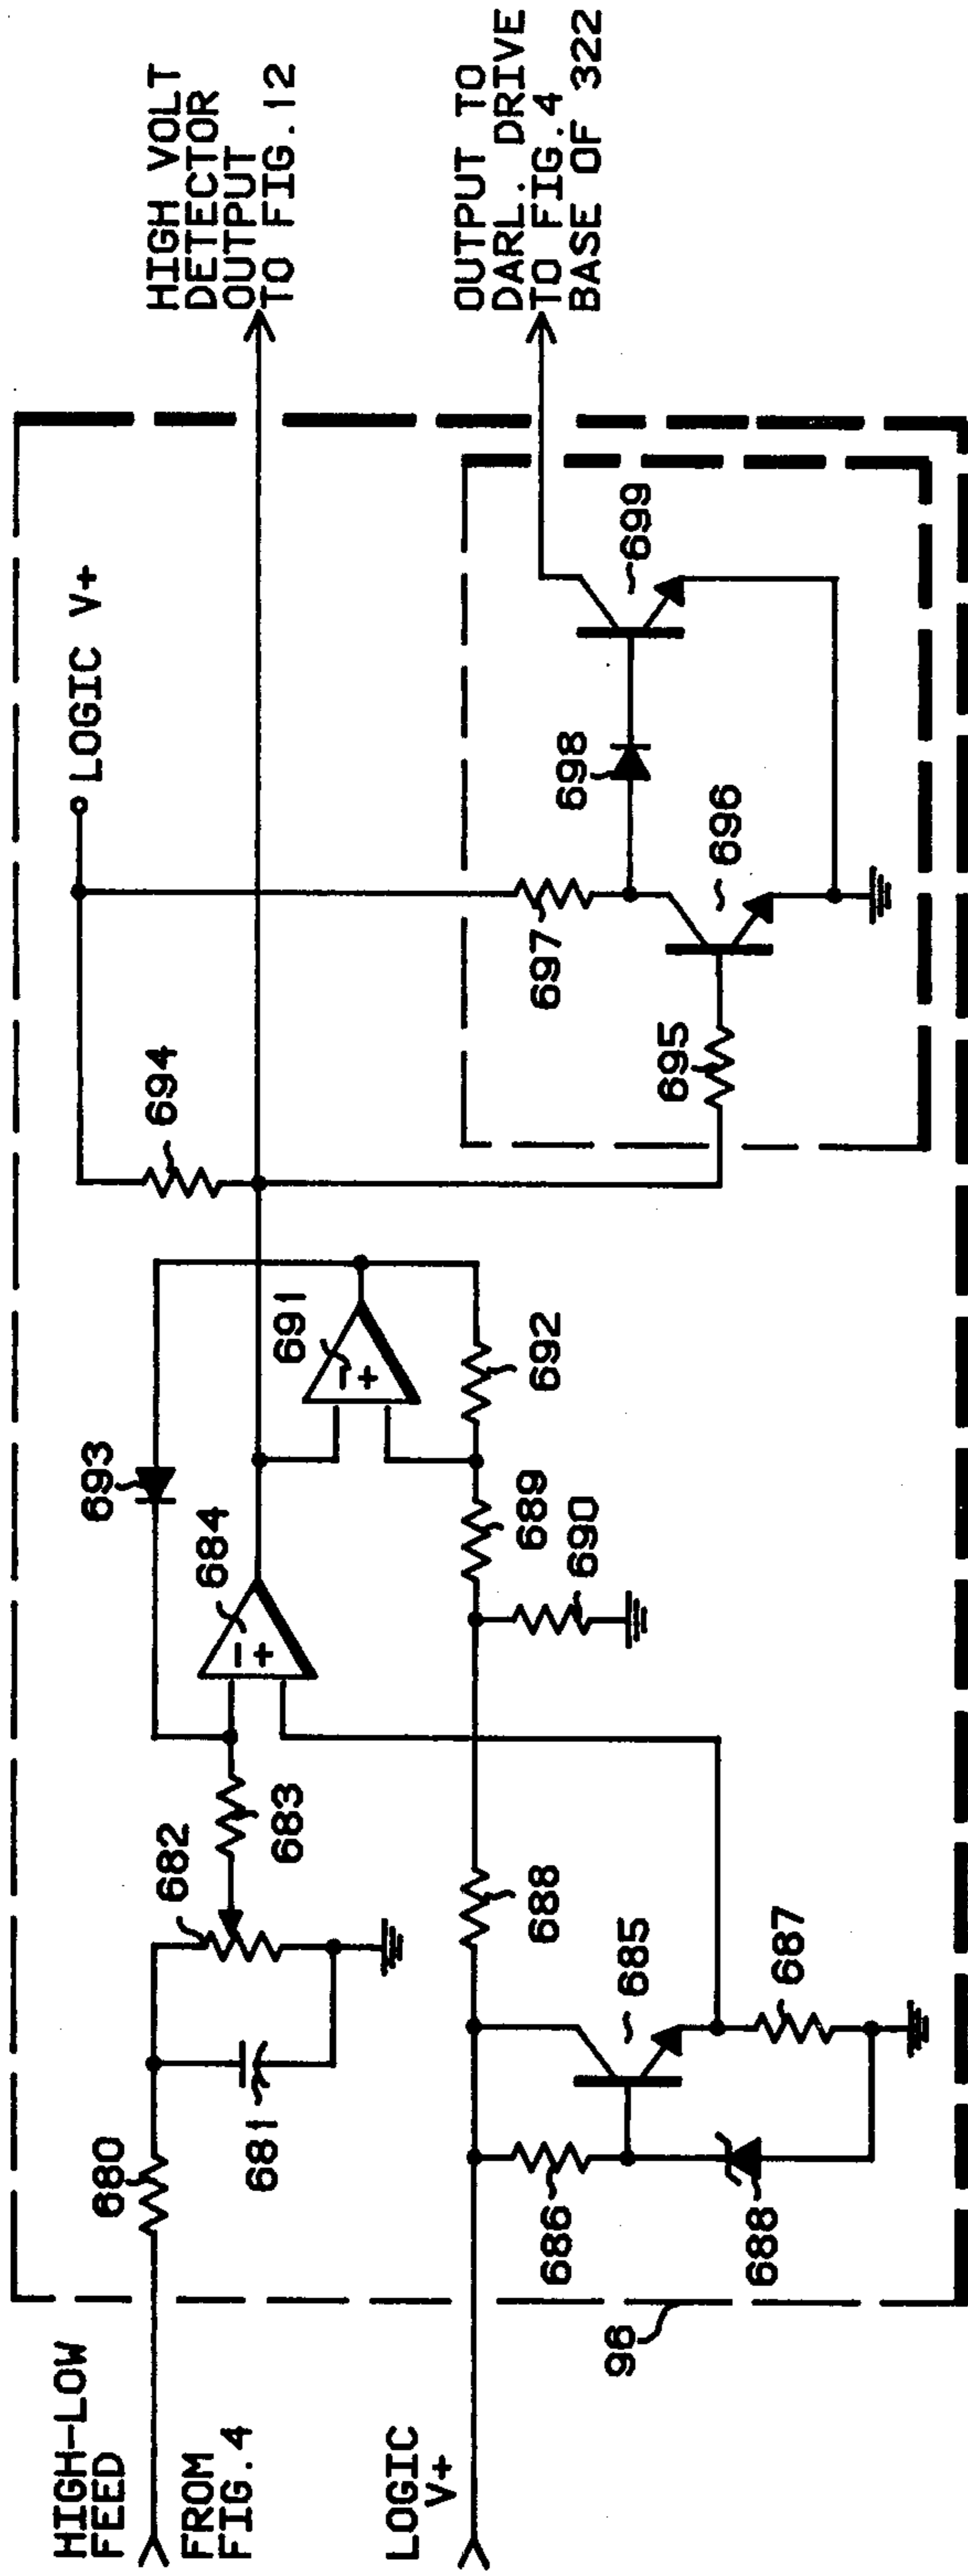 HIGH-LOW
FEED
FROM
FIG.4
LOGIC
V+
96
680
681
682
683
684
693
686
688
685
687
688
689
690
691
692
694
LOGIC V+
695
696
697
698
699
HIGH VOLT
DETECTOR
OUTPUT
TO FIG.12
OUTPUT TO
DARL. DRIVE
TO FIG.4
BASE OF 322
-
+
-
+